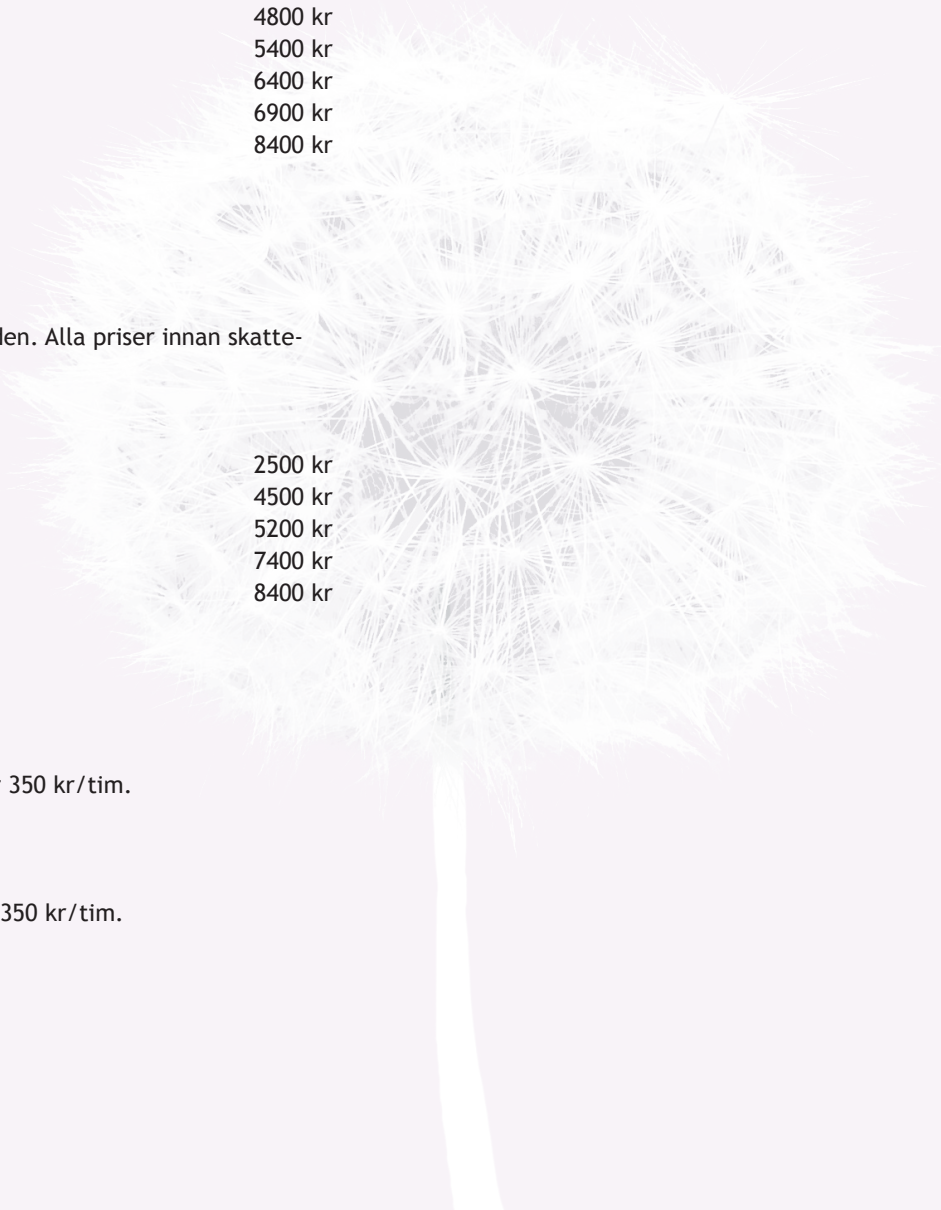 4800 kr
5400 kr
6400 kr
6900 kr
8400 kr
den. Alla priser innan skatte-
2500 kr
4500 kr
5200 kr
7400 kr
8400 kr
350 kr/tim.
350 kr/tim.